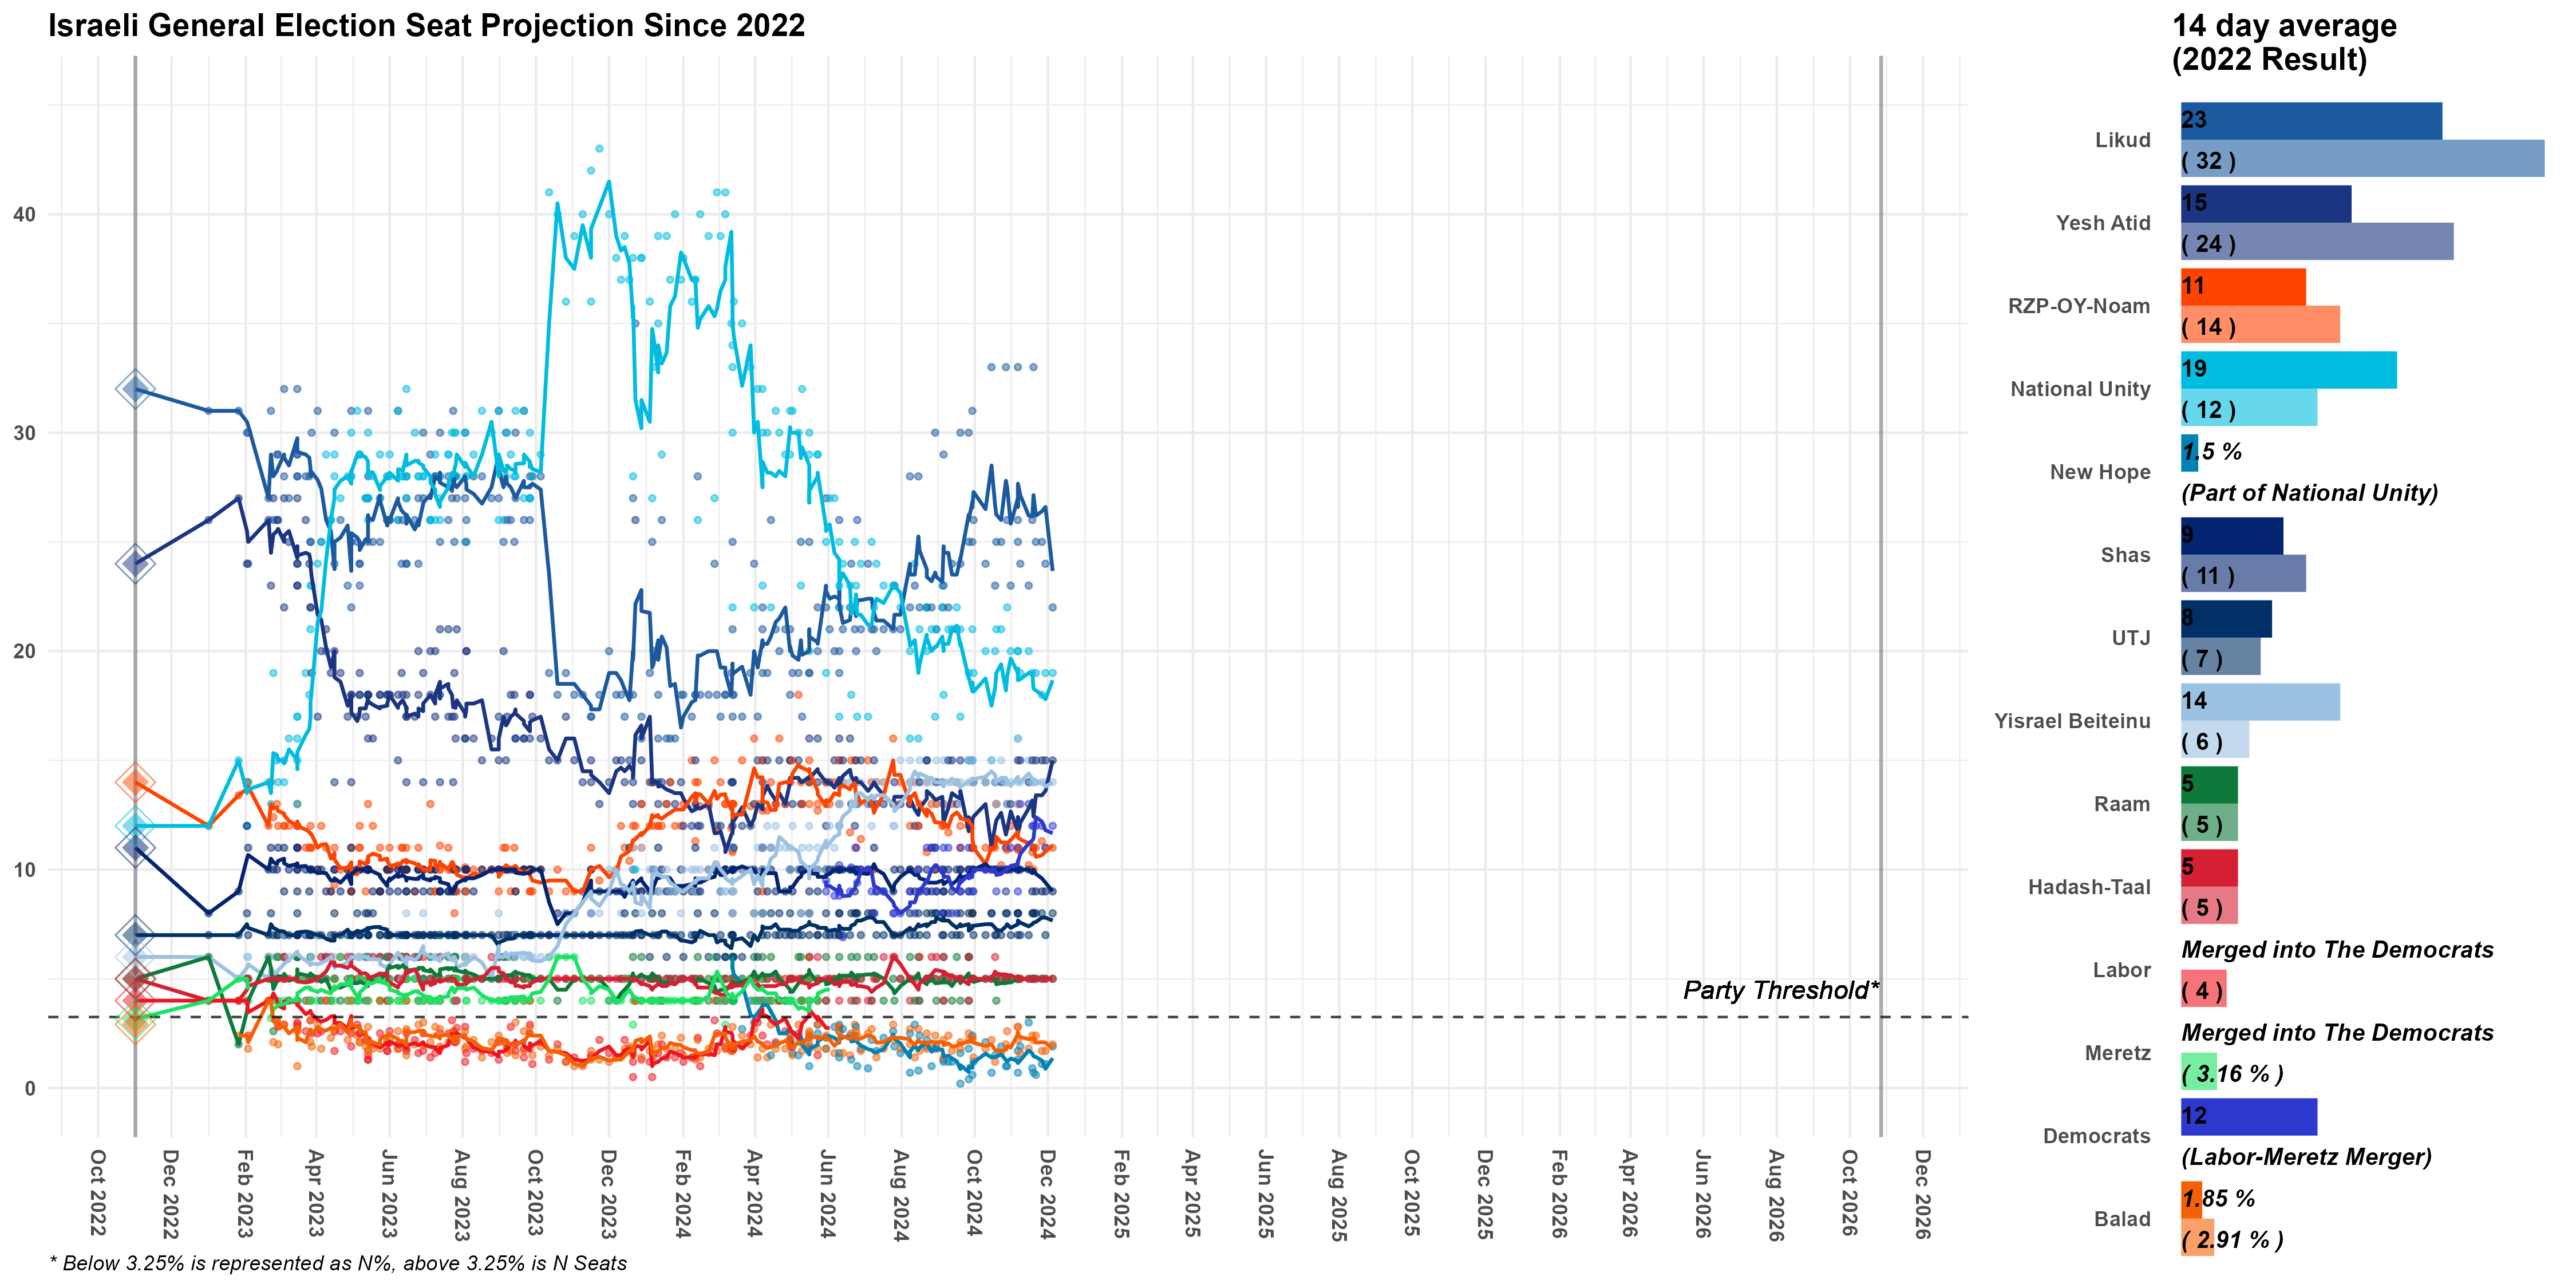 Israeli General Election Seat Projection Since 2022
14 day average
(2022 Result)
40
30
20
10
0
Party Threshold*
Oct 2022
Dec 2022
Feb 2023
Apr 2023
Jun 2023
Aug 2023
Oct 2023
Dec 2023
Feb 2024
Apr 2024
Jun 2024
Aug 2024
Oct 2024
Dec 2024
Feb 2025
Apr 2025
Jun 2025
Aug 2025
Oct 2025
Dec 2025
Feb 2026
Apr 2026
Jun 2026
Aug 2026
Oct 2026
Dec 2026
* Below 3.25% is represented as N%, above 3.25% is N Seats
Likud
23
( 32 )
Yesh Atid
15
( 24 )
RZP-OY-Noam
11
( 14 )
National Unity
19
( 12 )
New Hope
1.5 %
(Part of National Unity)
Shas
9
( 11 )
UTJ
8
( 7 )
Yisrael Beiteinu
14
( 6 )
Raam
5
( 5 )
Hadash-Taal
5
( 5 )
Labor
Merged into The Democrats
( 4 )
Meretz
Merged into The Democrats
( 3.16 % )
Democrats
12
(Labor-Meretz Merger)
Balad
1.85 %
( 2.91 % )